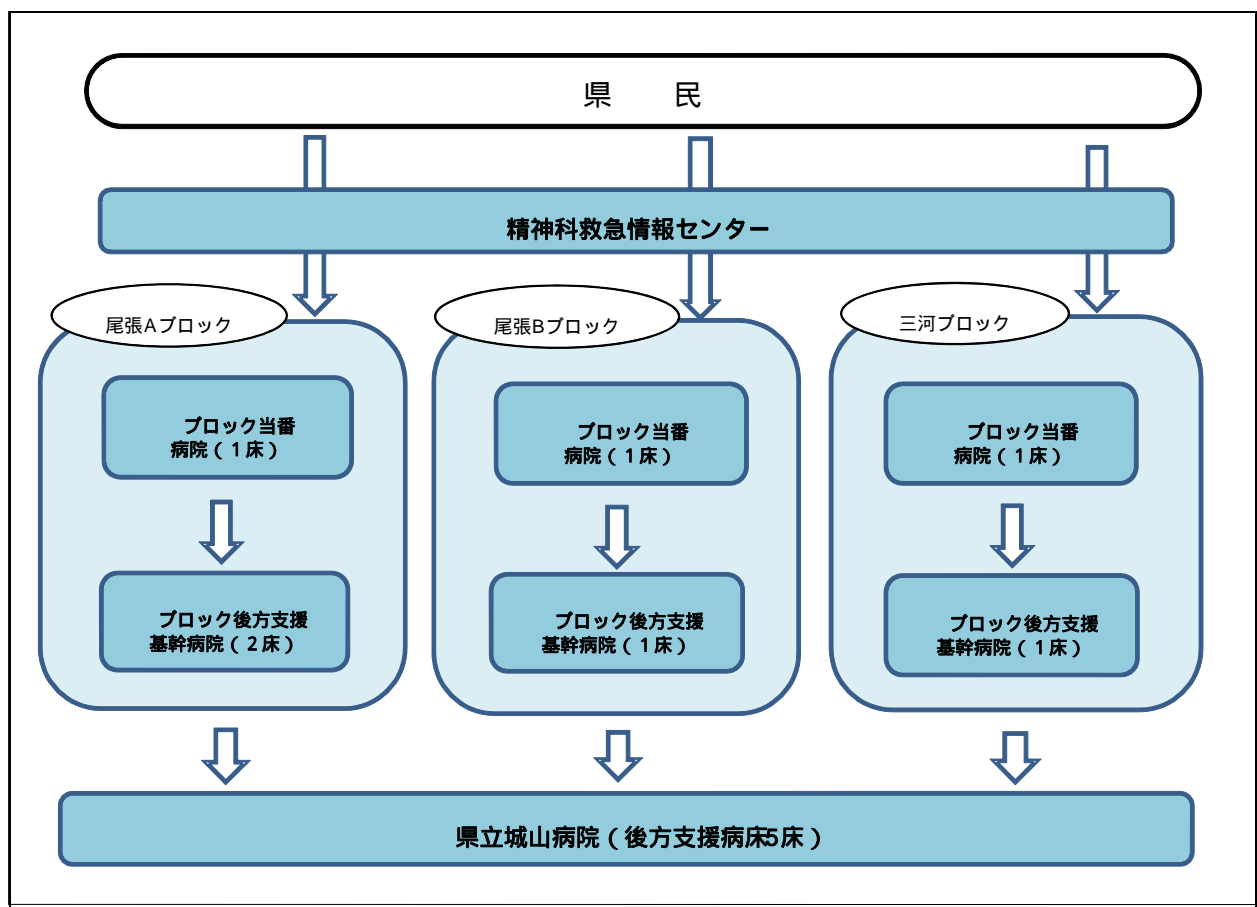 県　　民
精神科救急情報センター
尾張Aブロック
ブロック当番
病院（１床）
ブロック後方支援
基幹病院（２床）
尾張Bブロック
ブロック当番
病院（１床）
ブロック後方支援
基幹病院（１床）
三河ブロック
ブロック当番
病院（１床）
ブロック後方支援
基幹病院（１床）
県立城山病院（後方支援病床5床）